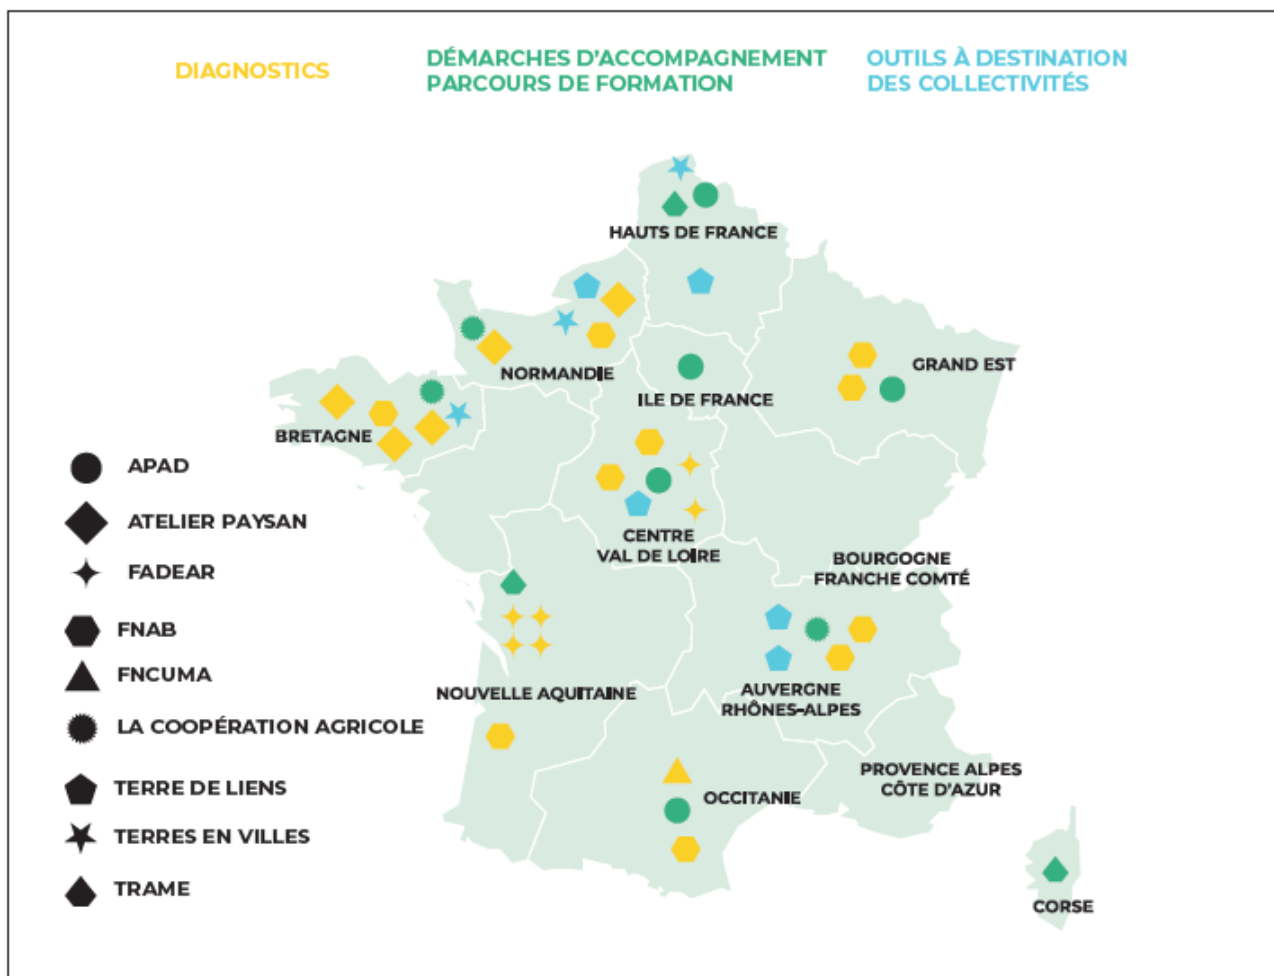 DIAGNOSTICS
DÉMARCHES D'ACCOMPAGNEMENT
PARCOURS DE FORMATION
OUTILS À DESTINATION
DES COLLECTIVITÉS
HAUTS DE FRANCE
NORMANDIE
ILE DE FRANCE
GRAND EST
BRETAGNE
CENTRE
VAL DE LOIRE
BOURGOGNE
FRANCHE COMTÉ
NOUVELLE AQUITAINE
AUVERGNE
RHÔNES-ALPES
OCCITANIE
PROVENCE ALPES
CÔTE D'AZUR
CORSE
APAD
ATELIER PAYSAN
FADEAR
FNAB
FNCUMA
LA COOPÉRATION AGRICOLE
TERRE DE LIENS
TERRES EN VILLES
TRAME